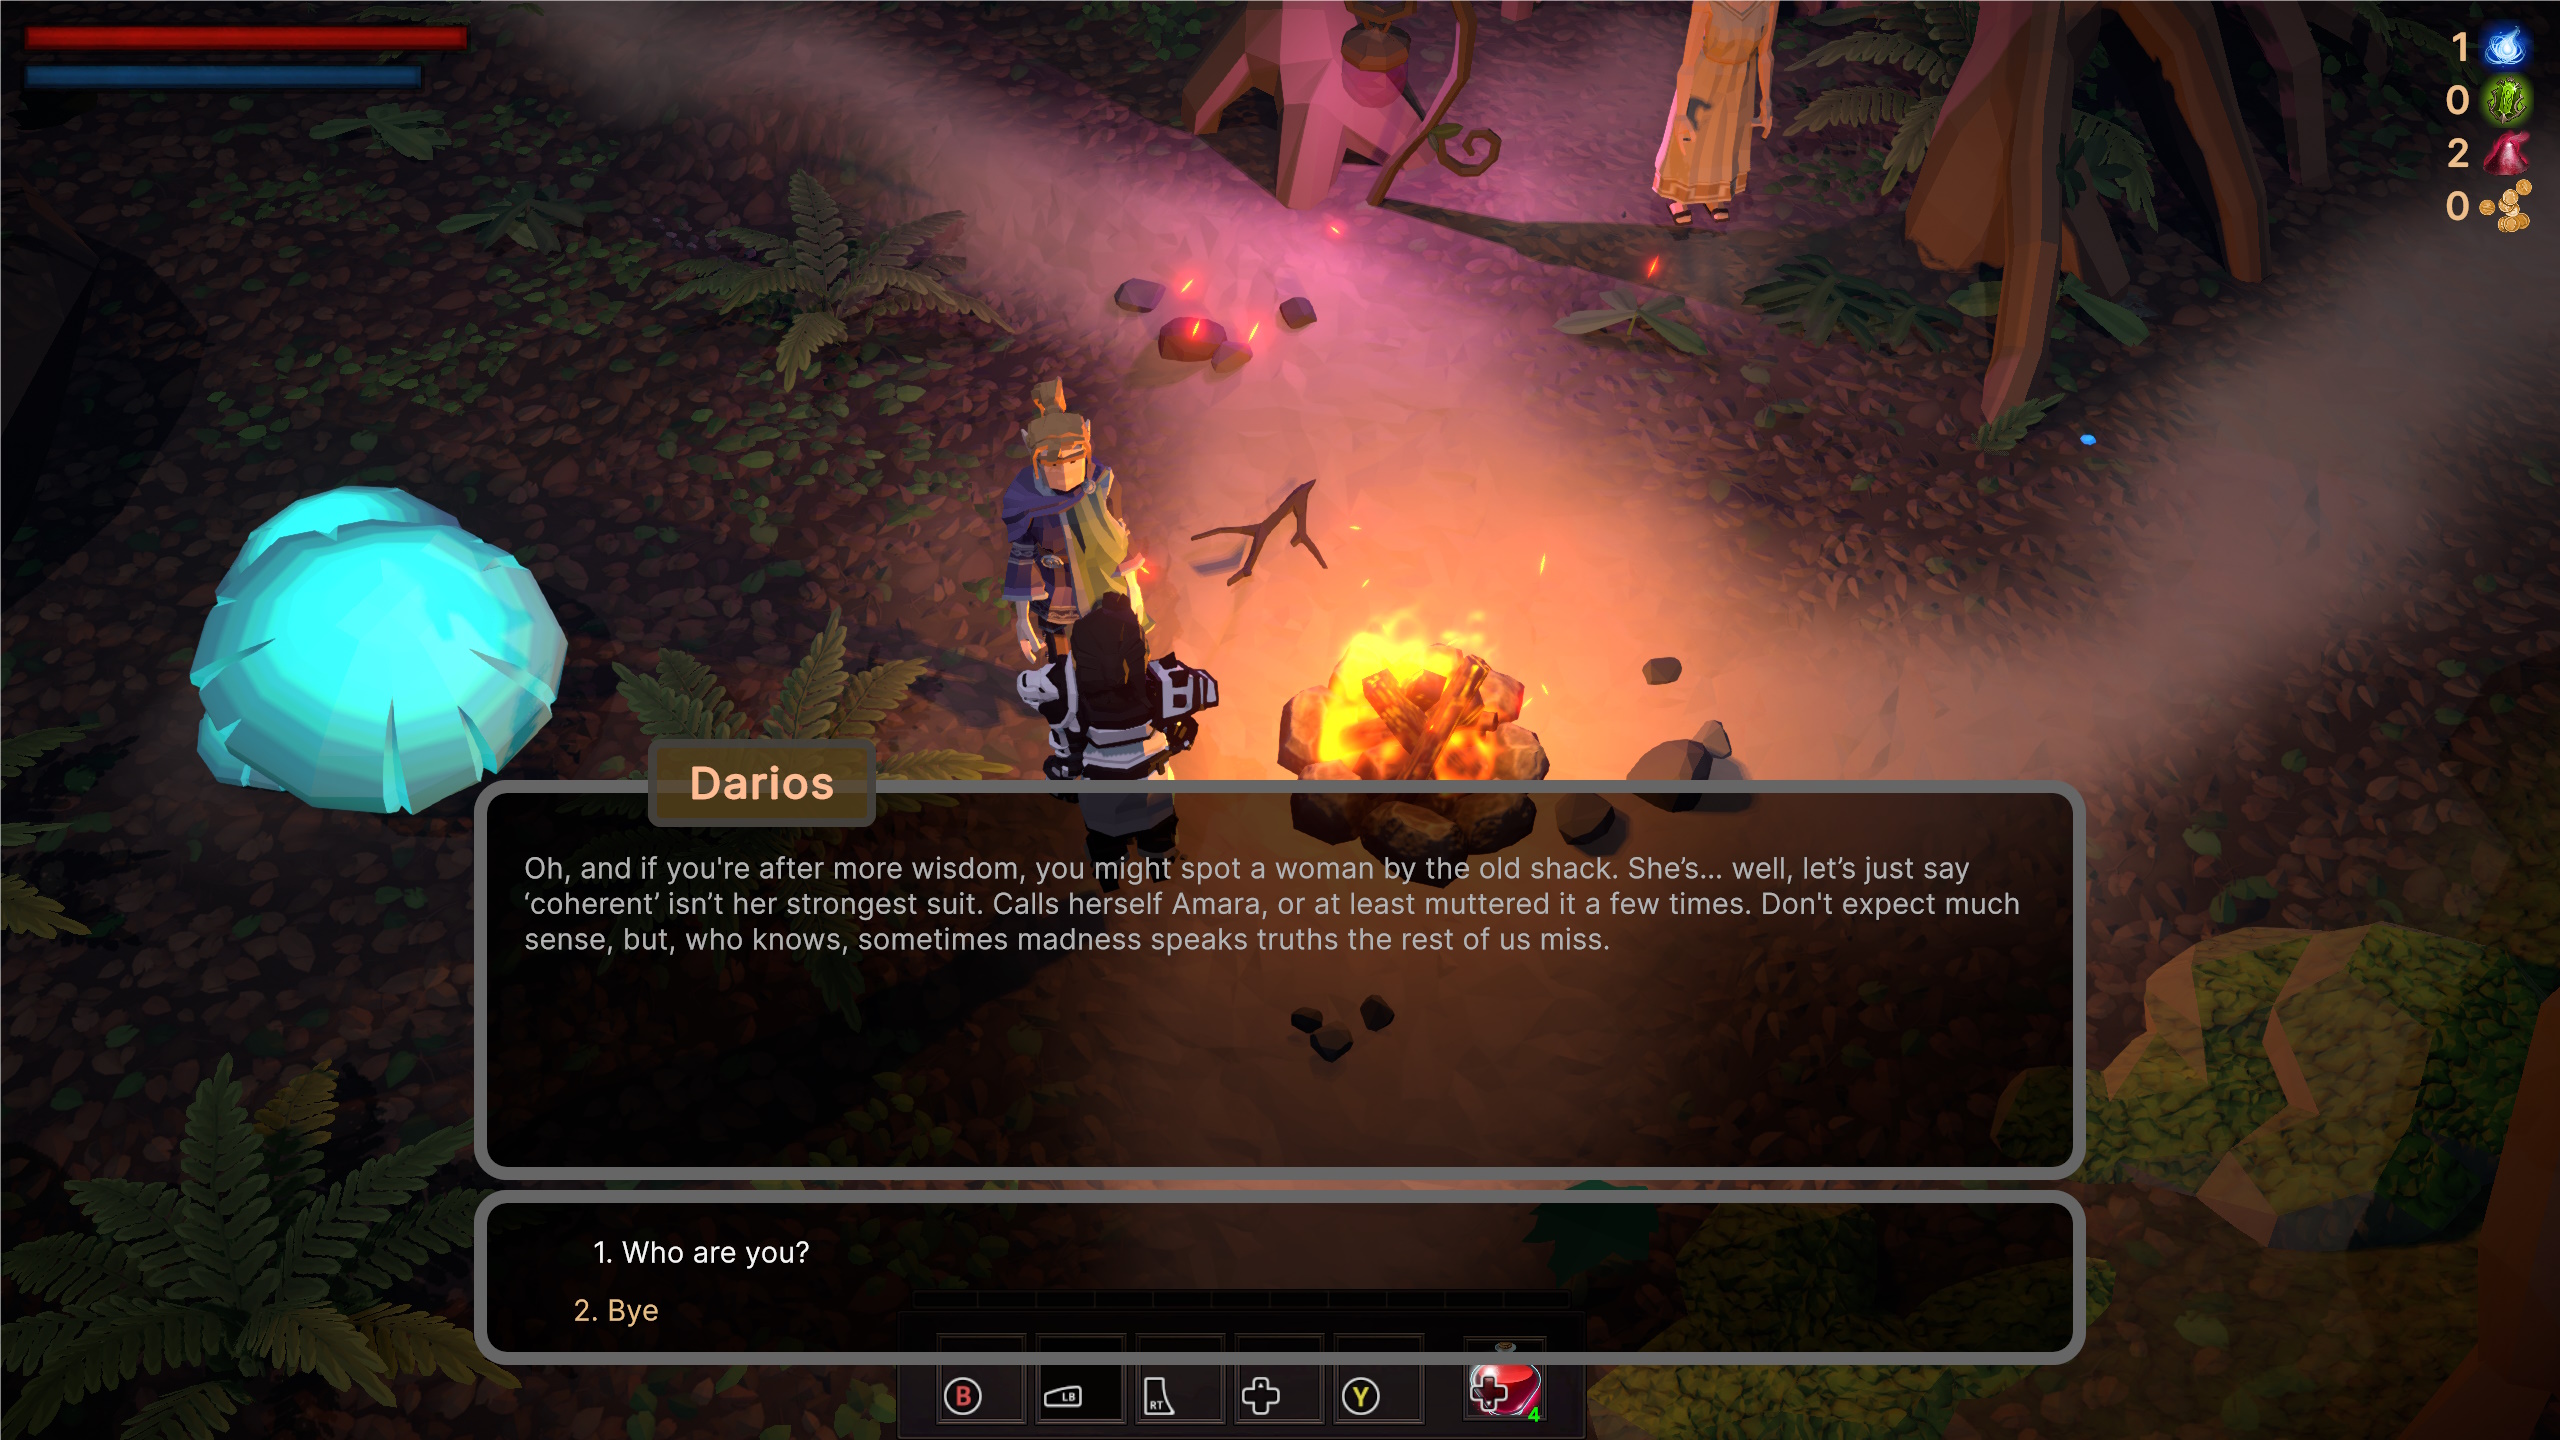 1
0
2
0
Darios
Oh, and if you're after more wisdom, you might spot a woman by the old shack. She’s... well, let’s just say
‘coherent’ isn’t her strongest suit. Calls herself Amara, or at least muttered it a few times. Don't expect much
sense, but, who knows, sometimes madness speaks truths the rest of us miss.
1. Who are you?
2. Bye
B
LB
RT
Y
4